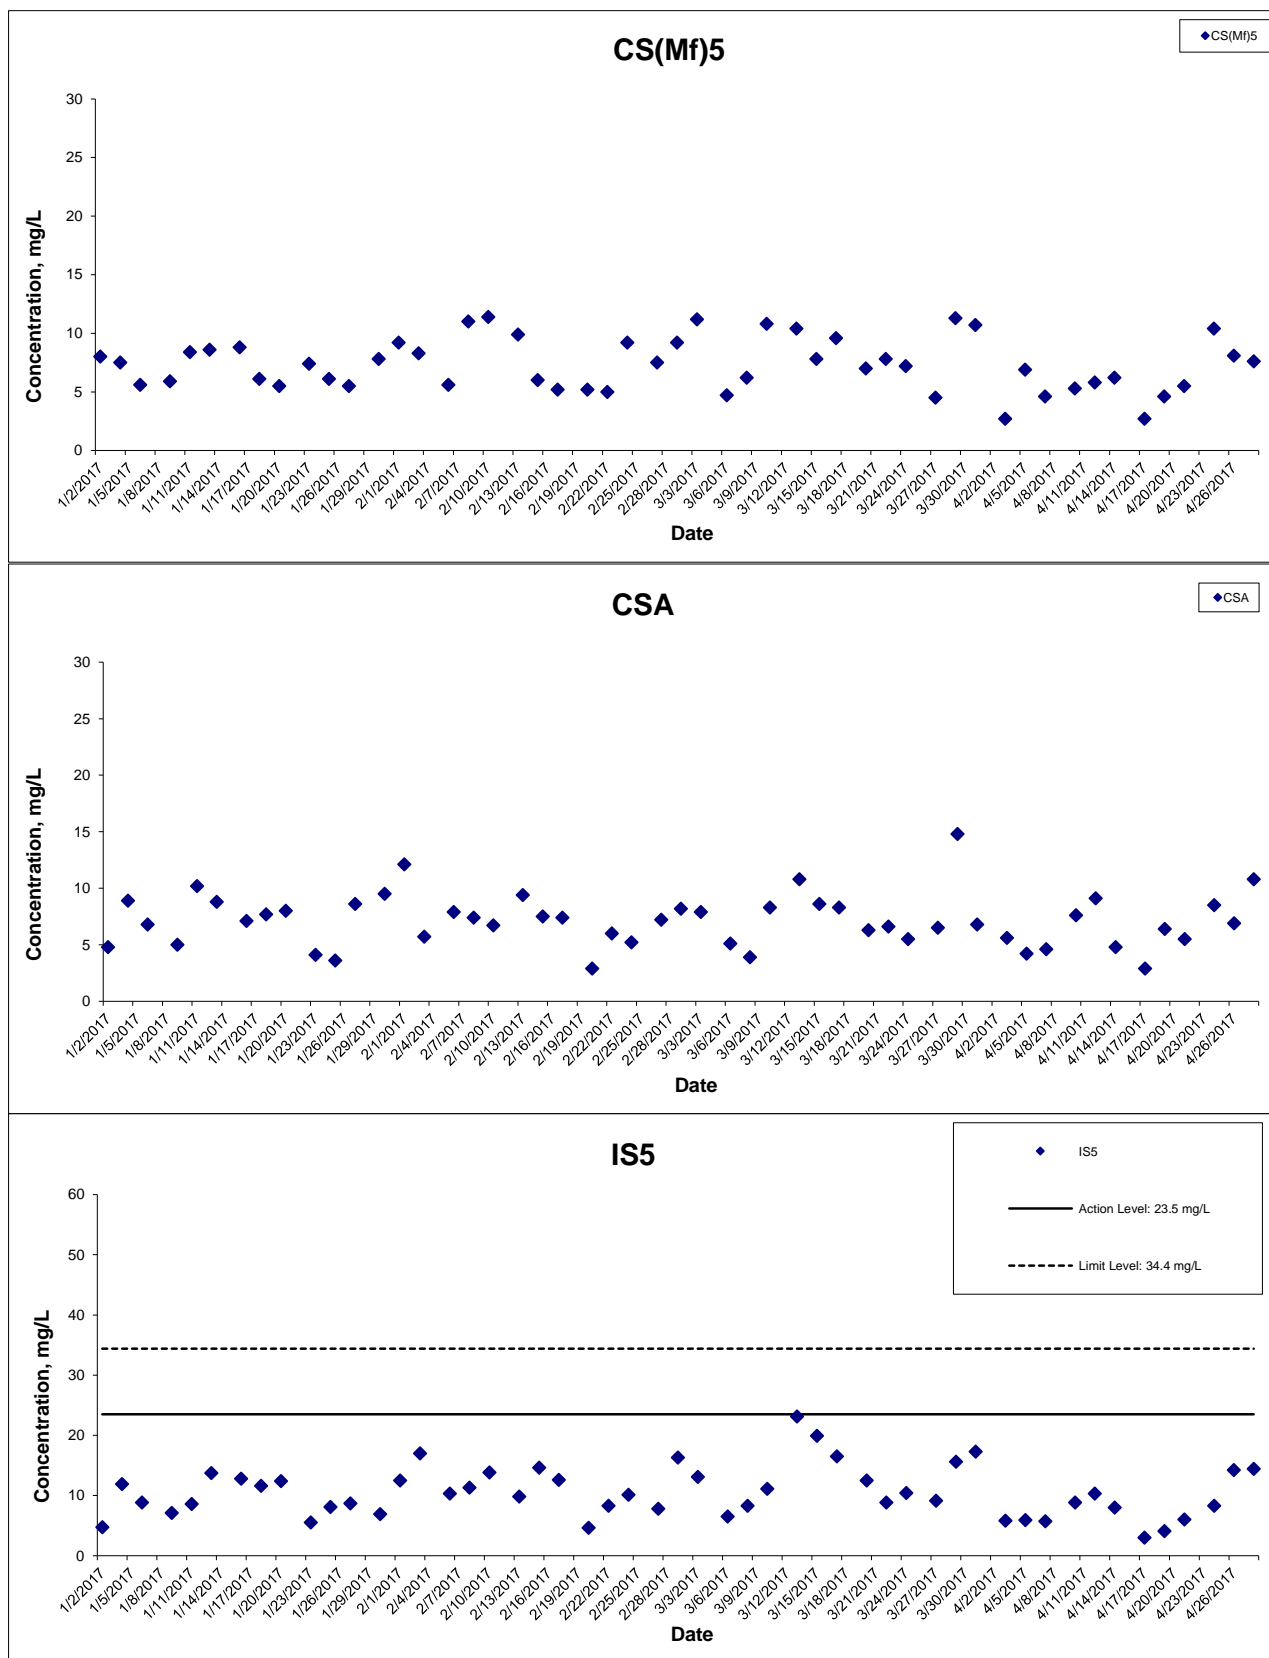 CS(Mf)5
CS(Mf)5
30
25
20
15
10
5
0
Concentration, mg/L
1/2/2017 1/5/2017 1/8/2017 1/11/2017 1/14/2017 1/17/2017 1/20/2017 1/23/2017 1/26/2017 1/29/2017 2/1/2017 2/4/2017 2/7/2017 2/10/2017 2/13/2017 2/16/2017 2/19/2017 2/22/2017 2/25/2017 2/28/2017 3/3/2017 3/6/2017 3/9/2017 3/12/2017 3/15/2017 3/18/2017 3/21/2017 3/24/2017 3/27/2017 3/30/2017 4/2/2017 4/5/2017 4/8/2017 4/11/2017 4/14/2017 4/17/2017 4/20/2017 4/23/2017 4/26/2017
Date
CSA
CSA
30
25
20
15
10
5
0
Concentration, mg/L
1/2/2017 1/5/2017 1/8/2017 1/11/2017 1/14/2017 1/17/2017 1/20/2017 1/23/2017 1/26/2017 1/29/2017 2/1/2017 2/4/2017 2/7/2017 2/10/2017 2/13/2017 2/16/2017 2/19/2017 2/22/2017 2/25/2017 2/28/2017 3/3/2017 3/6/2017 3/9/2017 3/12/2017 3/15/2017 3/18/2017 3/21/2017 3/24/2017 3/27/2017 3/30/2017 4/2/2017 4/5/2017 4/8/2017 4/11/2017 4/14/2017 4/17/2017 4/20/2017 4/23/2017 4/26/2017
Date
IS5
IS5
Action Level: 23.5 mg/L
Limit Level: 34.4 mg/L
60
50
40
30
20
10
0
Concentration, mg/L
1/2/2017 1/5/2017 1/8/2017 1/11/2017 1/14/2017 1/17/2017 1/20/2017 1/23/2017 1/26/2017 1/29/2017 2/1/2017 2/4/2017 2/7/2017 2/10/2017 2/13/2017 2/16/2017 2/19/2017 2/22/2017 2/25/2017 2/28/2017 3/3/2017 3/6/2017 3/9/2017 3/12/2017 3/15/2017 3/18/2017 3/21/2017 3/24/2017 3/27/2017 3/30/2017 4/2/2017 4/5/2017 4/8/2017 4/11/2017 4/14/2017 4/17/2017 4/20/2017 4/23/2017 4/26/2017
Date